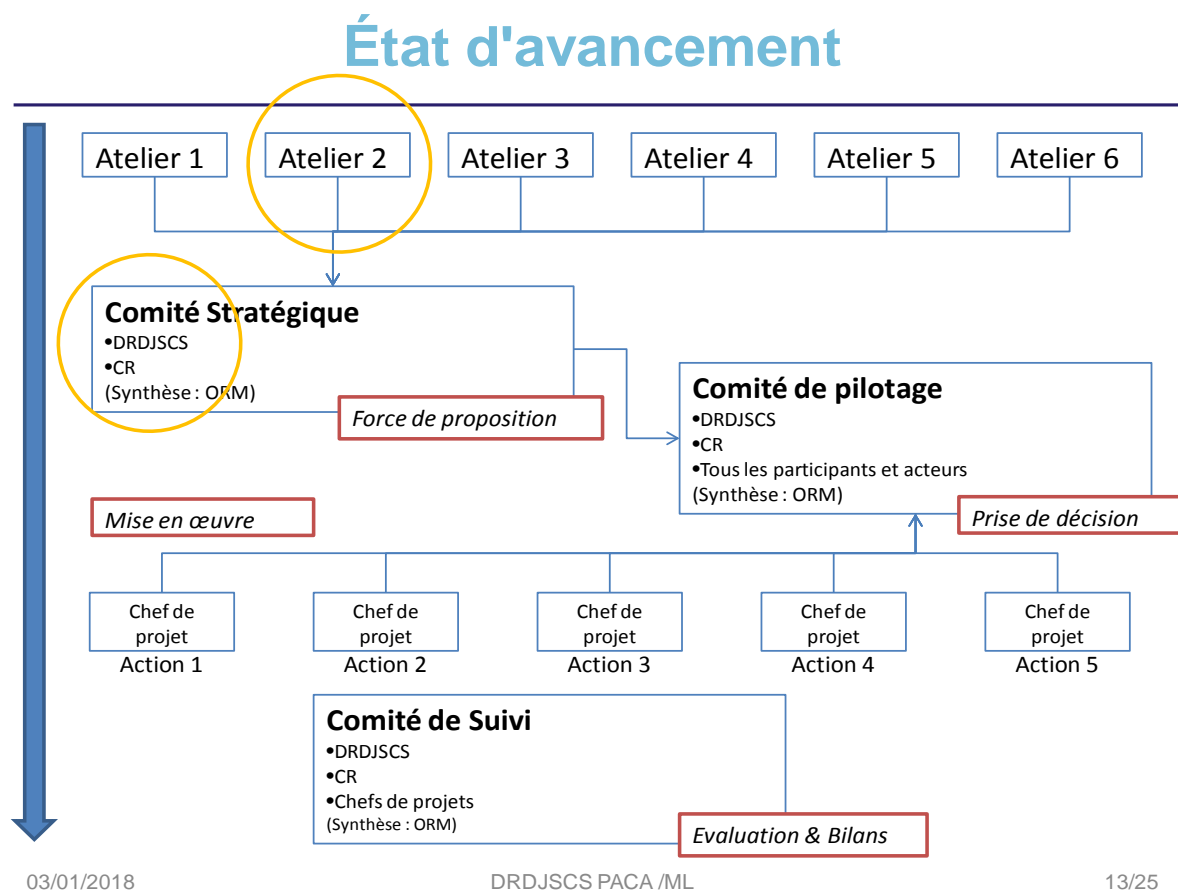 État d'avancement
Atelier 1
Atelier 2
Atelier 3
Atelier 4
Atelier 5
Atelier 6
Comité Stratégique
•DRDJSCS
•CR
(Synthèse : ORM)
Force de proposition
Comité de pilotage
•DRDJSCS
•CR
•Tous les participants et acteurs
(Synthèse : ORM)
Prise de décision
Mise en œuvre
Chef de
projet
Action 1
Chef de
projet
Action 2
Chef de
projet
Action 3
Chef de
projet
Action 4
Chef de
projet
Action 5
Comité de Suivi
•DRDJSCS
•CR
•Chefs de projets
(Synthèse : ORM)
Evaluation & Bilans
03/01/2018
DRDJSCS PACA /ML
13/25